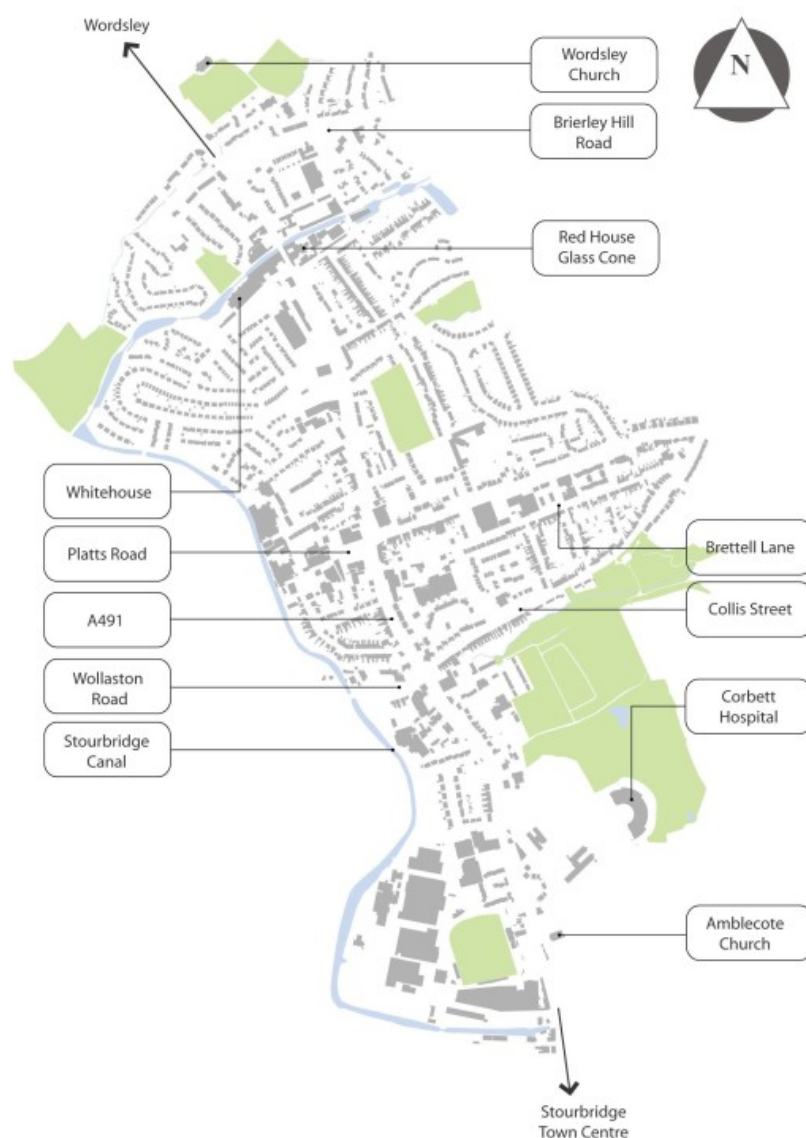 Wordsley
Wordsley
Church
N
Brierley Hill
Road
Red House
Glass Cone
Whitehouse
Platts Road
A491
Wollaston
Road
Stourbridge
Canal
Brettell Lane
Collis Street
Corbett
Hospital
Amblecote
Church
Stourbridge
Town Centre